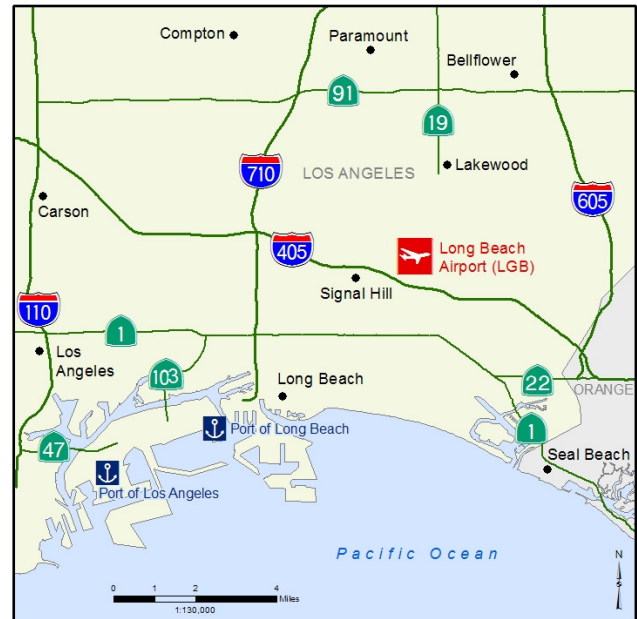 Compton
Paramount
Bellflower
91
19
710
LOS ANGELES
Lakewood
605
Carson
405
Long Beach
Airport (LGB)
Signal Hill
110
1
Los
Angeles
103
Long Beach
22
ORANGE
Port of Long Beach
1
47
Seal Beach
Port of Los Angeles
Pacific Ocean
N
0 1 2 4
Miles
1:130,000